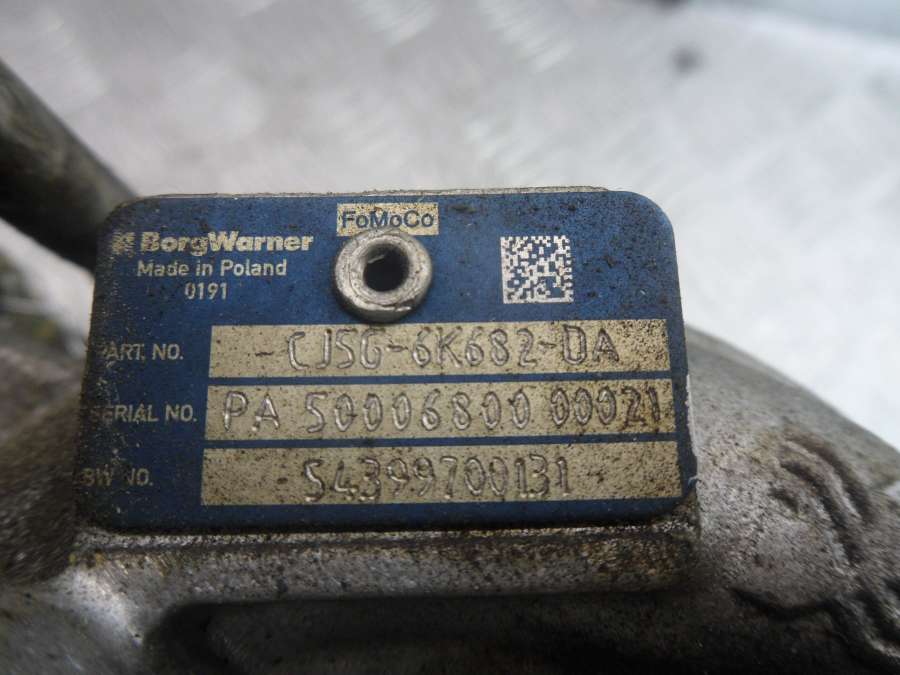 FoMoCo
BorgWarner
Made in Poland
0191
PART. NO. -CJ5G-6K682-DA
SERIAL NO. PA 50006800 00021
BW NO. 54399700131